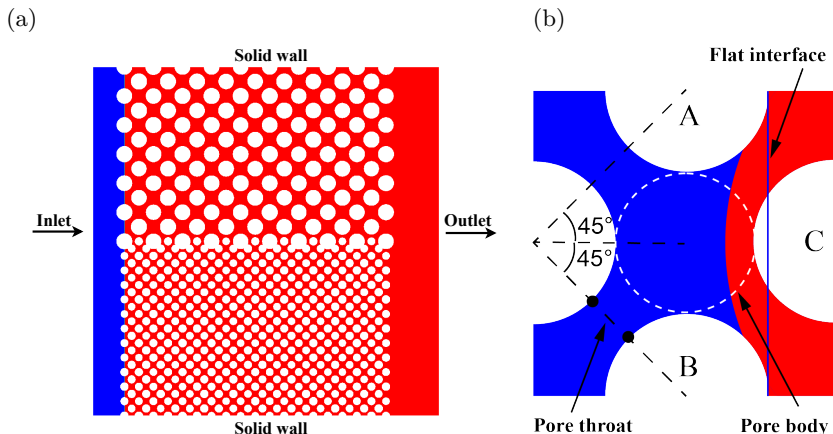 (a)
Solid wall
Inlet
Outlet
Solid wall
(b)
Flat interface
A
45°
45°
C
B
Pore throat
Pore body